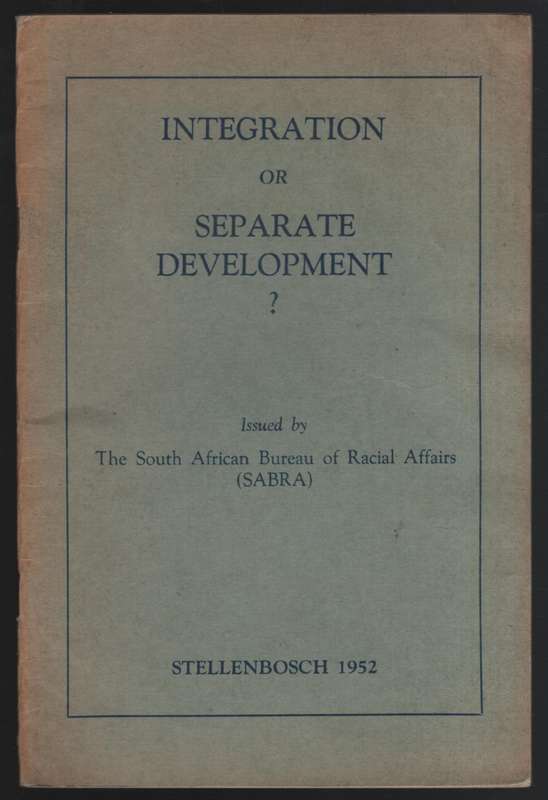 INTEGRATION
OR
SEPARATE
DEVELOPMENT
?
Issued by
The South African Bureau of Racial Affairs
(SABRA)
STELLENBOSCH 1952